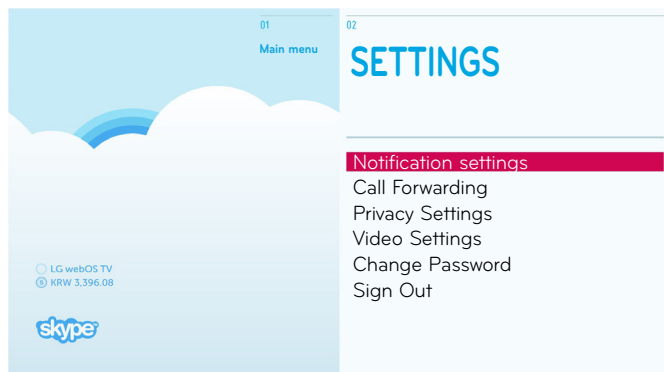 01
Main menu
LG webOS TV
KRW 3,396.08
skype
02
SETTINGS
Notification settings
Call Forwarding
Privacy Settings
Video Settings
Change Password
Sign Out